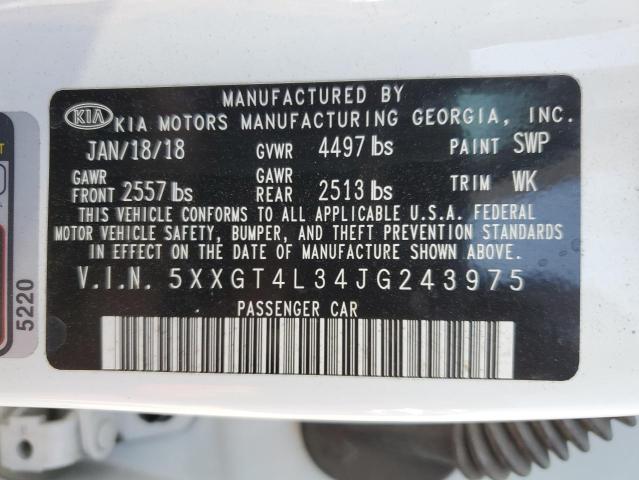 MANUFACTURED BY
KIA KIA MOTORS MANUFACTURING GEORGIA, INC.
JAN/18/18 GVWR 4497 lbs PAINT SWP
GAWR FRONT 2557 lbs GAWR REAR 2513 lbs TRIM WK
THIS VEHICLE CONFORMS TO ALL APPLICABLE U.S.A. FEDERAL
MOTOR VEHICLE SAFETY, BUMPER, AND THEFT PREVENTION STANDARDS
IN EFFECT ON THE DATE OF MANUFACTURE SHOWN ABOVE.
V.I.N. 5XXGT4L34JG243975
PASSENGER CAR
5220